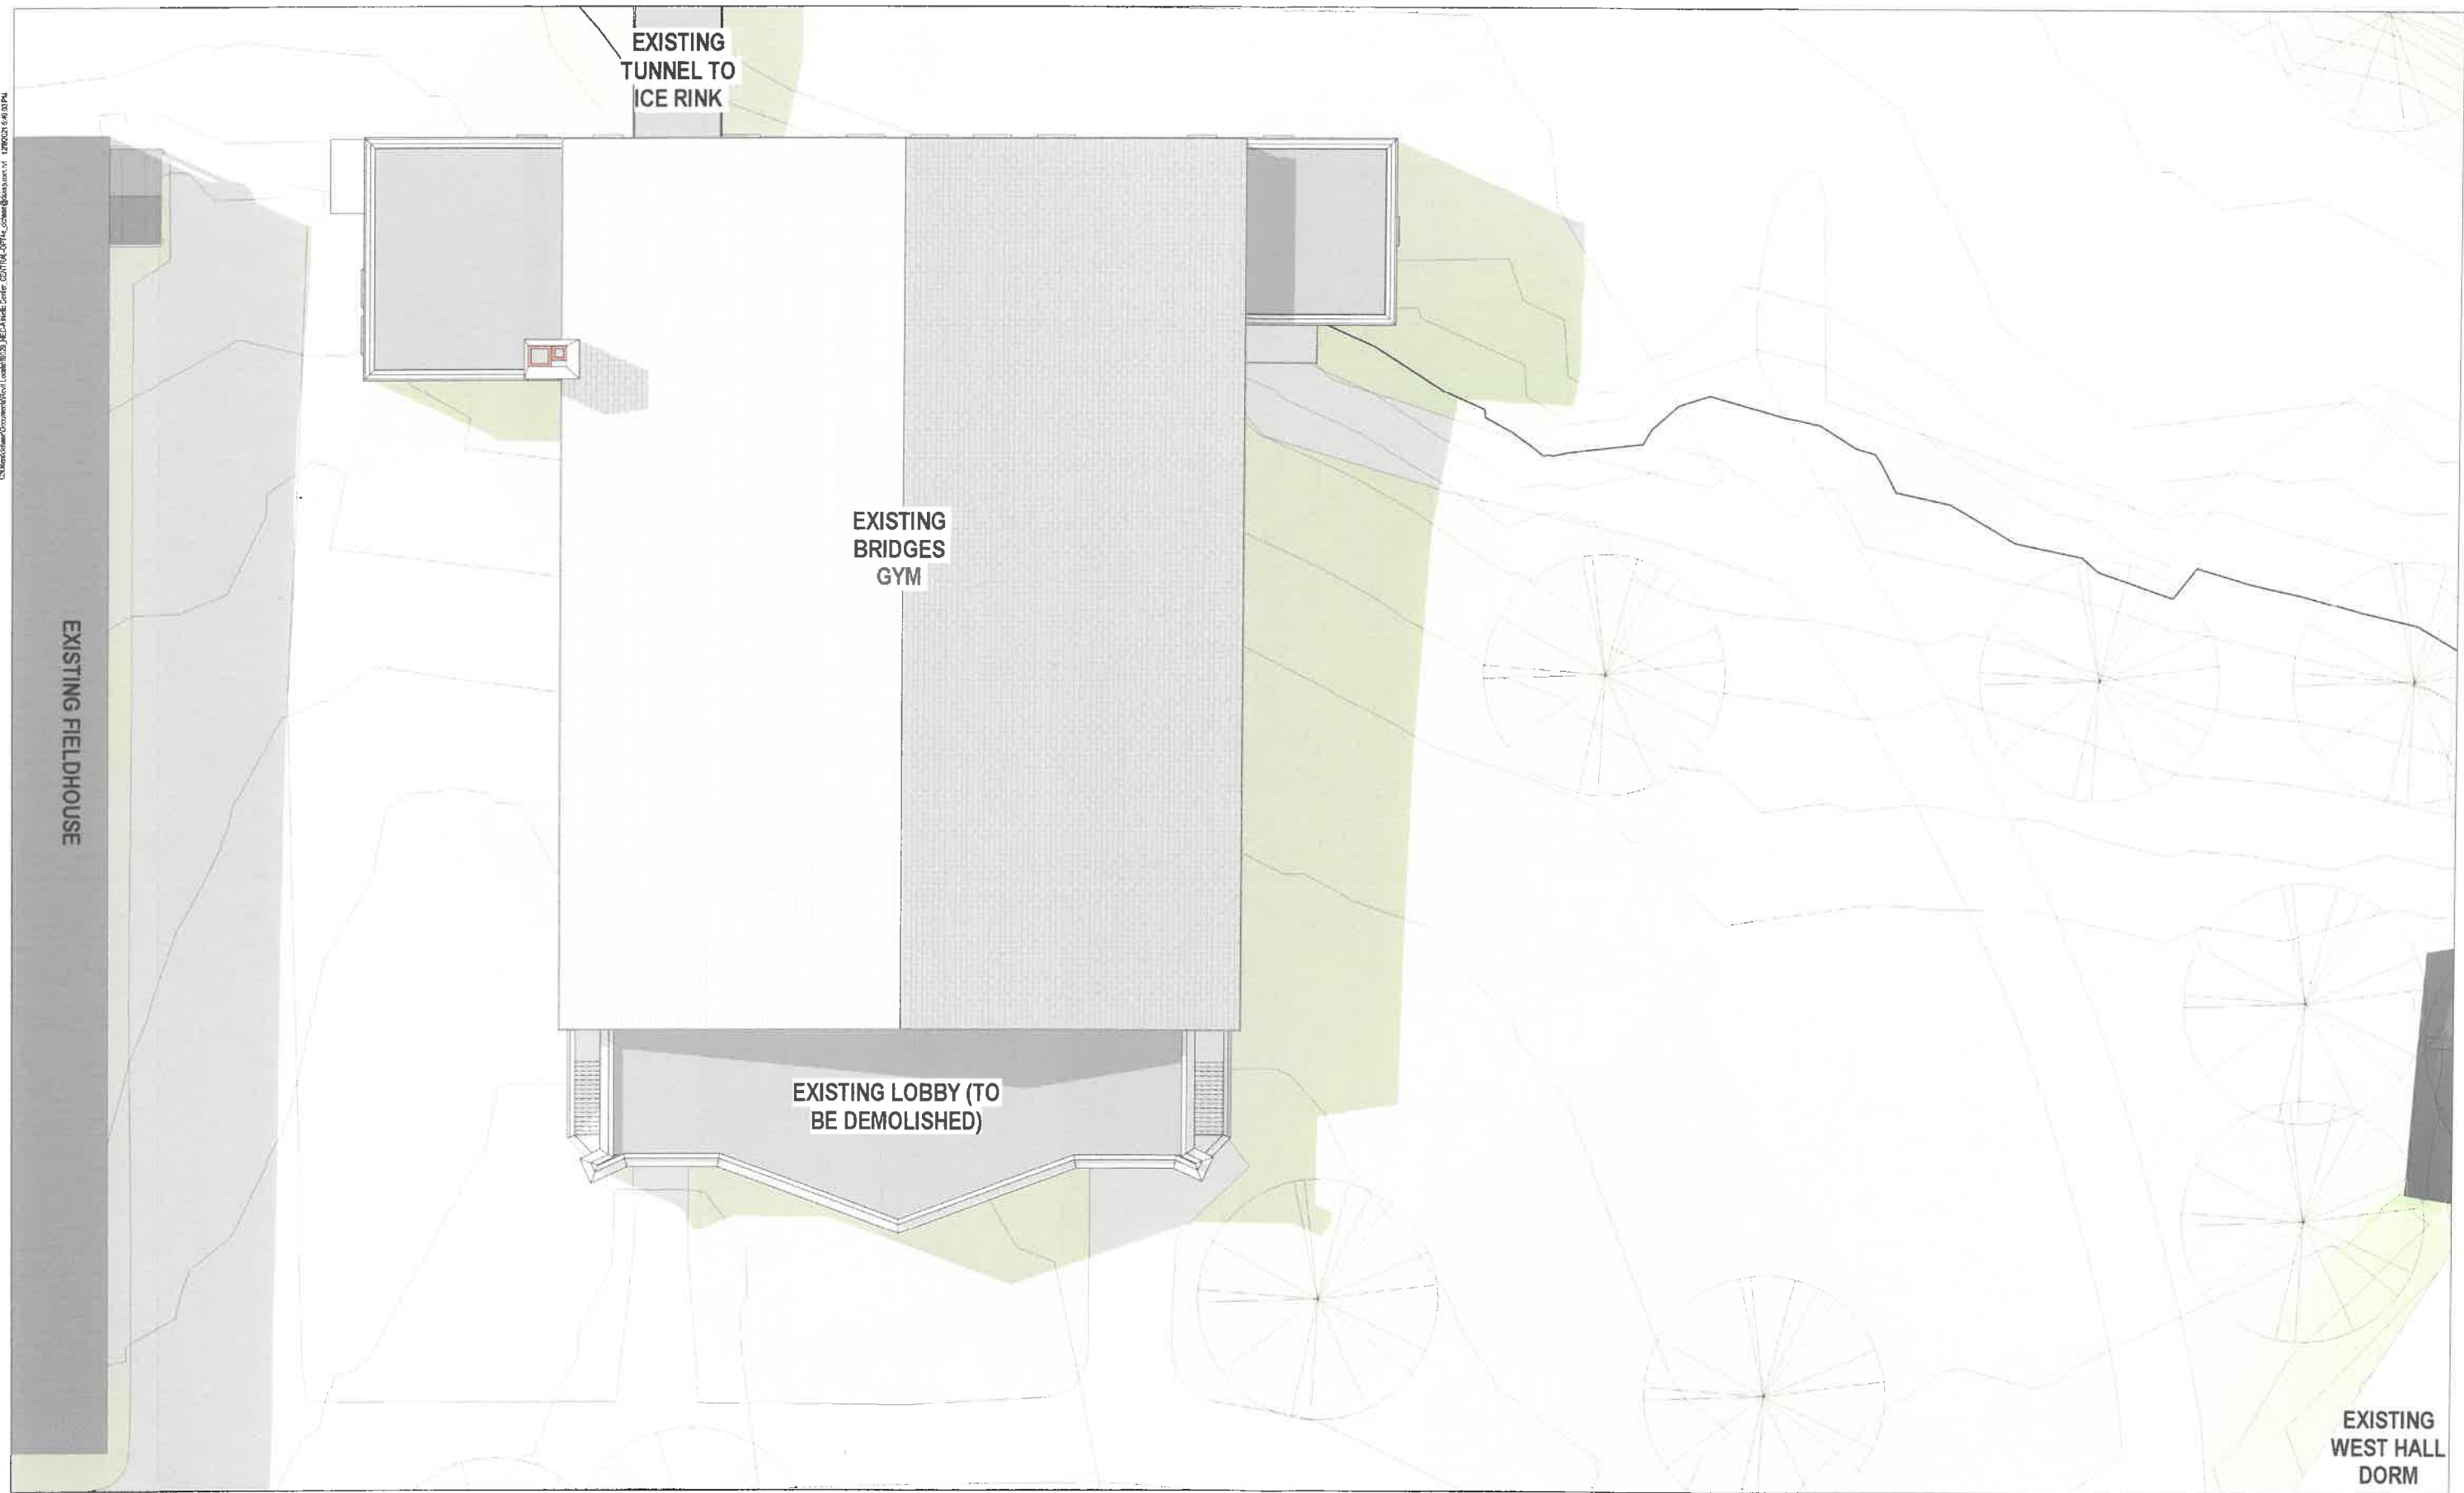 EXISTING
TUNNEL TO
ICE RINK
EXISTING
BRIDGES
GYM
EXISTING FIELDHOUSE
EXISTING LOBBY (TO
BE DEMOLISHED)
EXISTING
WEST HALL
DORM